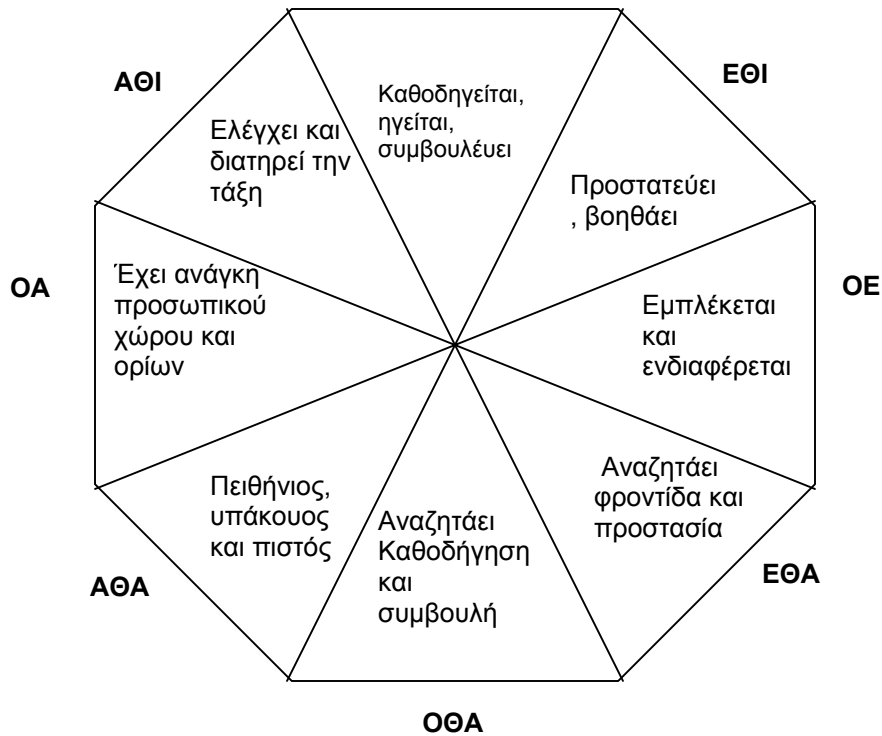 ΑΘΙ
ΕΘΙ
Καθοδηγείται,
ηγείται,
συμβουλέυει
Ελέγχει και
διατηρεί την
τάξη
Προστατεύει
, βοηθάει
ΟΑ
Έχει ανάγκη
προσωπικού
χώρου και
ορίων
ΟΕ
Εμπλέκεται
και
ενδιαφέρεται
Πειθήνιος,
υπάκουος
και πιστός
Αναζητάει
Καθοδήγηση
και
συμβουλή
Αναζητάει
φροντίδα και
προστασία
ΑΘΑ
ΕΘΑ
ΟΘΑ